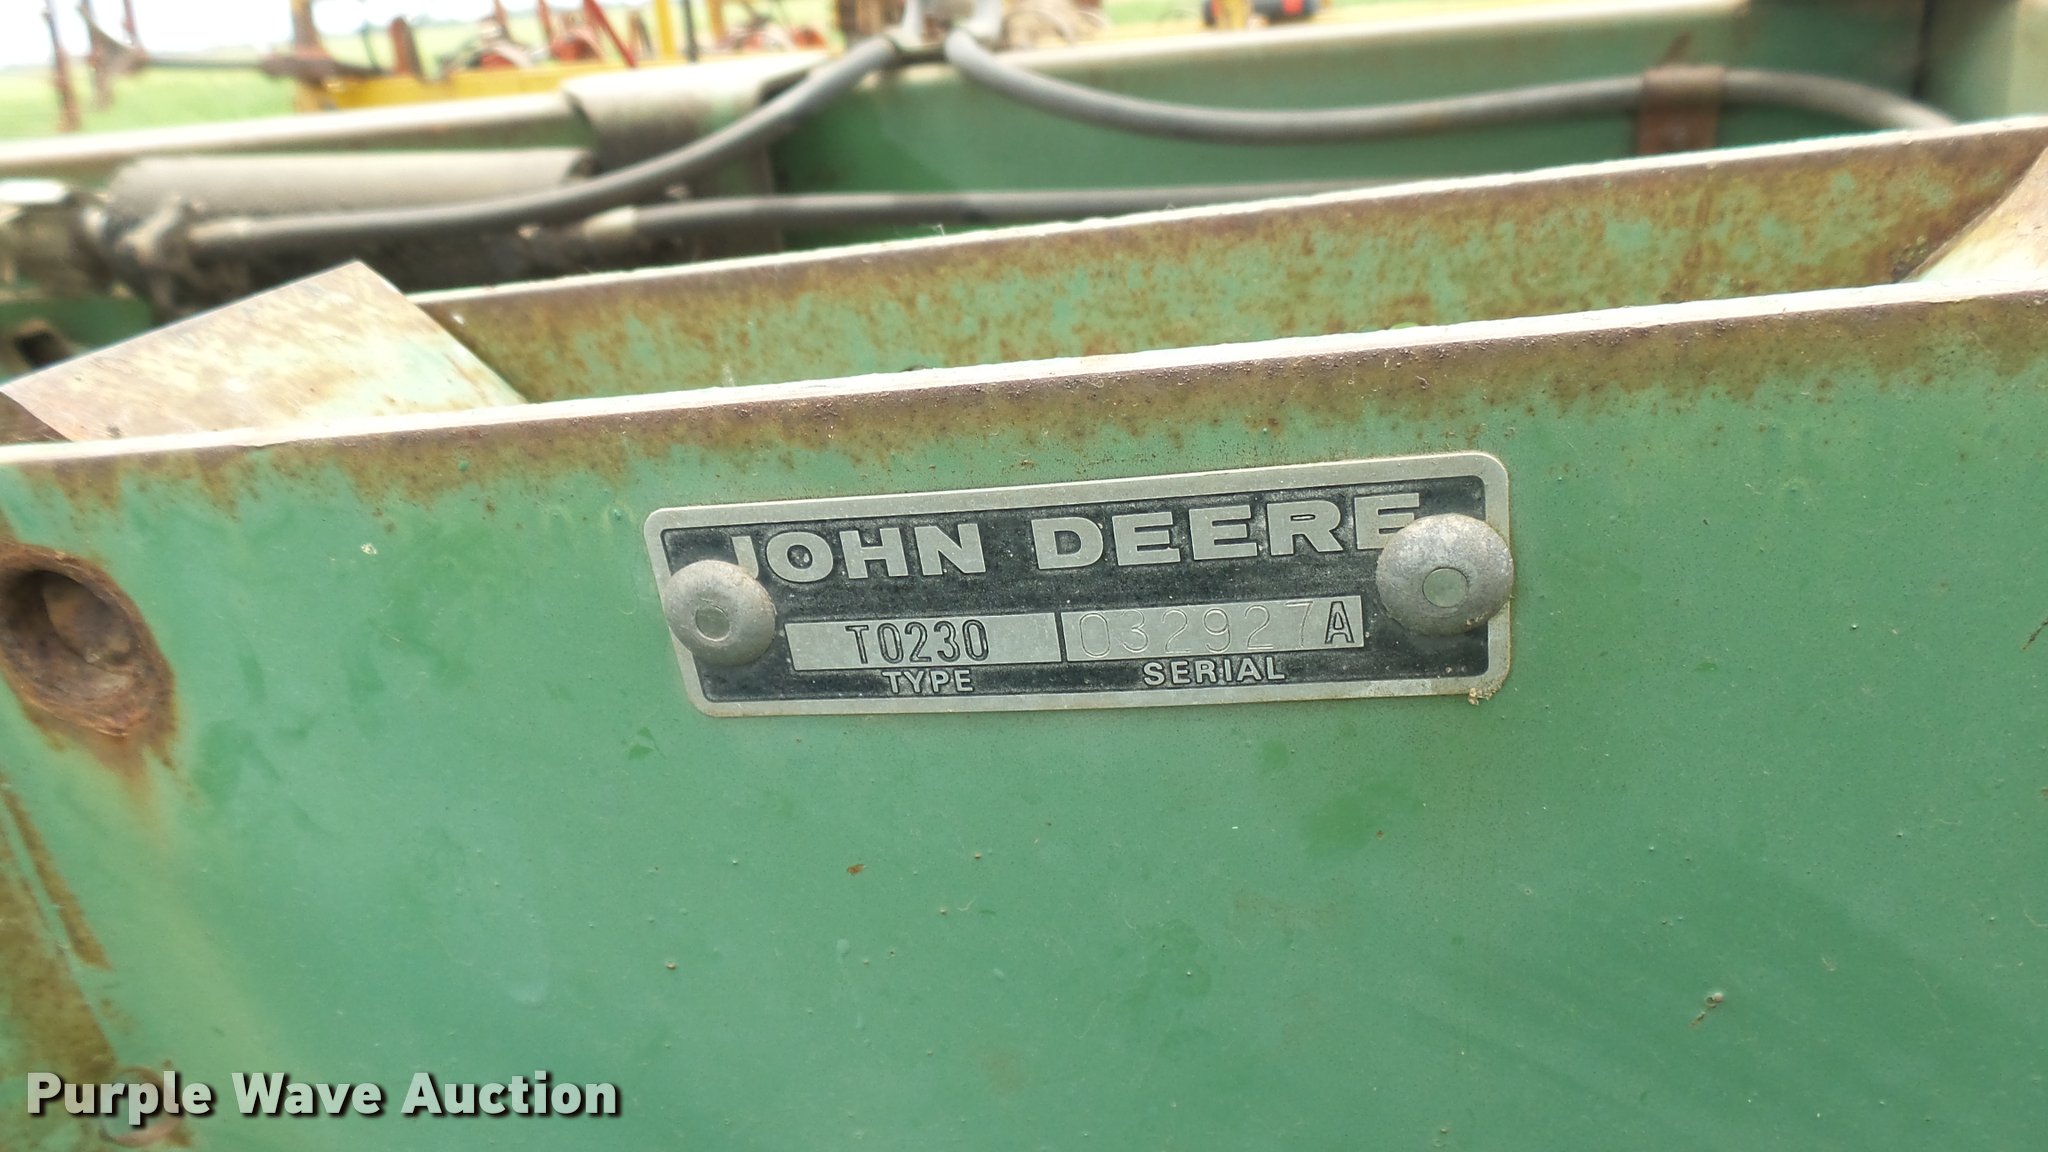 JOHN DEERE
T0230 032927A
TYPE SERIAL
Purple Wave Auction